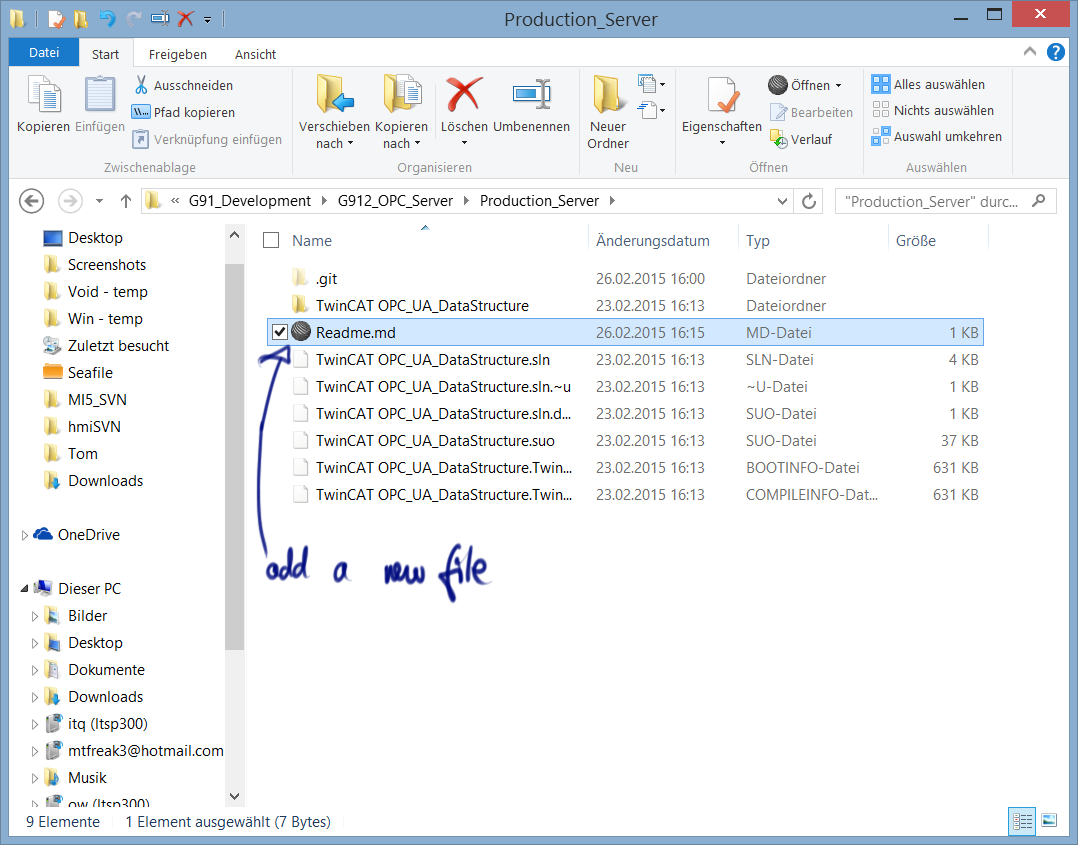 Production_Server
Datei Start Freigeben Ansicht
Kopieren Einfügen Ausschneiden Pfad kopieren Verknüpfung einfügen
Zwischenablage
Verschieben nach Kopieren nach Löschen Umbenennen
Organisieren
Neuer Ordner
Neu
Eigenschaften Öffnen Bearbeiten Verlauf
Öffnen
Alles auswählen
Nichts auswählen
Auswahl umkehren
Auswählen
« G91_Development G912_OPC_Server Production_Server "Production_Server" durc...
Name Änderungsdatum Typ Größe
.git 26.02.2015 16:00 Dateiordner
TwinCAT OPC_UA_DataStructure 23.02.2015 16:13 Dateiordner
Readme.md 26.02.2015 16:15 MD-Datei 1 KB
TwinCAT OPC_UA_DataStructure.sln 23.02.2015 16:13 SLN-Datei 4 KB
TwinCAT OPC_UA_DataStructure.sln.~u 23.02.2015 16:13 ~U-Datei 1 KB
TwinCAT OPC_UA_DataStructure.sln.d... 23.02.2015 16:13 SUO-Datei 1 KB
TwinCAT OPC_UA_DataStructure.suo 23.02.2015 16:13 SUO-Datei 37 KB
TwinCAT OPC_UA_DataStructure.Twin... 23.02.2015 16:13 BOOTINFO-Datei 631 KB
TwinCAT OPC_UA_DataStructure.Twin... 23.02.2015 16:13 COMPILEINFO-Dat... 631 KB
add a new file
Desktop
Screenshots
Void - temp
Win - temp
Zuletzt besucht
Seafile
MI5_SVN
hmiSVN
Tom
Downloads
OneDrive
Dieser PC
Bilder
Desktop
Dokumente
Downloads
itq (ltsp300)
mtfreak3@hotmail.com
Musik
ow (ltsp300)
9 Elemente 1 Element ausgewählt (7 Bytes)